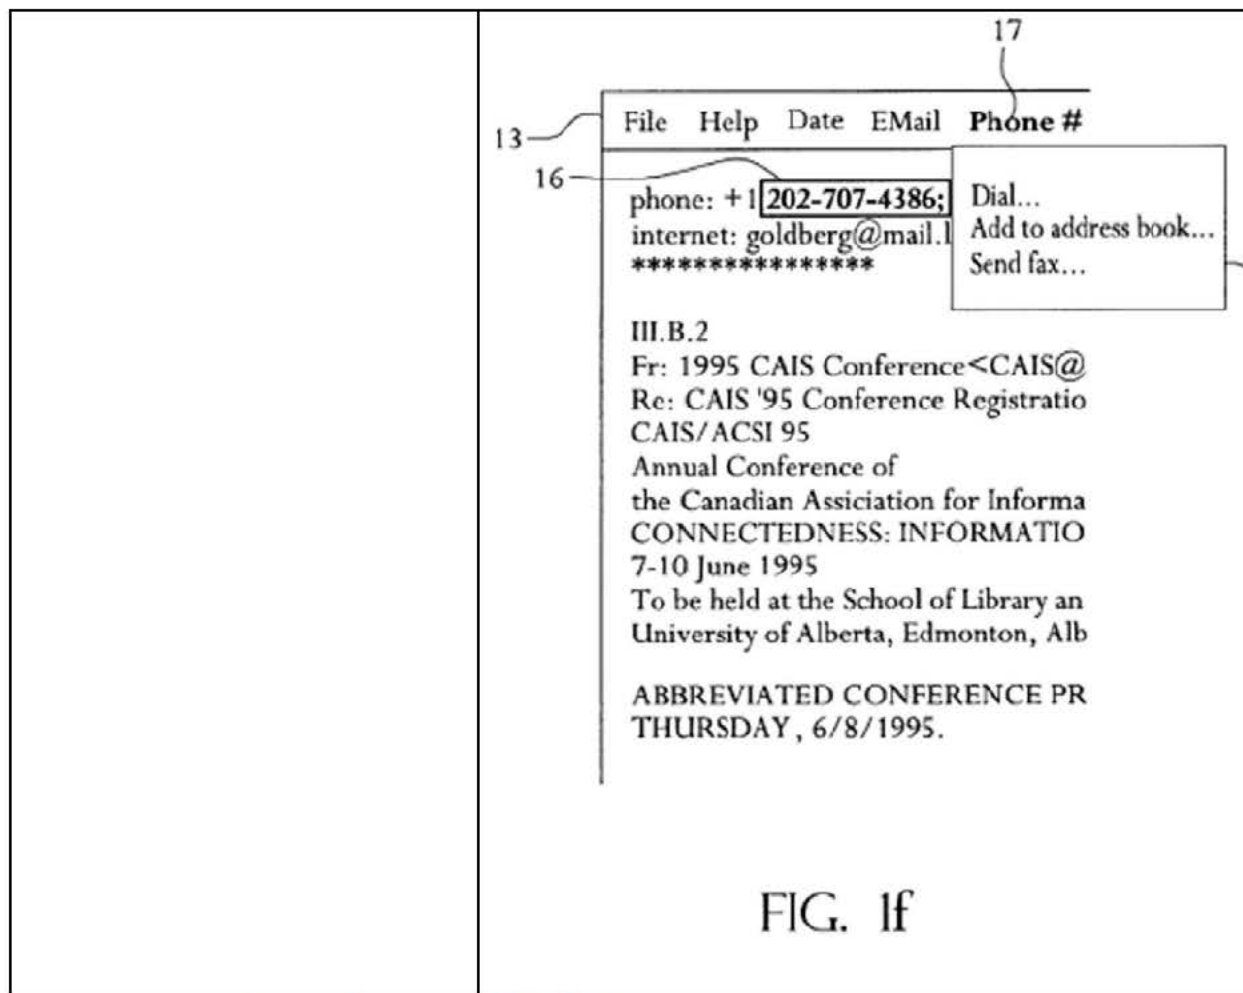 17
13
File Help Date EMail Phone #
16
phone: +1 202-707-4386;
internet: goldberg@mail.l
****************
Dial...
Add to address book...
Send fax...
III.B.2
Fr: 1995 CAIS Conference<CAIS@
Re: CAIS '95 Conference Registratio
CAIS/ACSI 95
Annual Conference of
the Canadian Assiciation for Informa
CONNECTEDNESS: INFORMATIO
7-10 June 1995
To be held at the School of Library an
University of Alberta, Edmonton, Alb
ABBREVIATED CONFERENCE PR
THURSDAY, 6/8/1995.
FIG. 1f